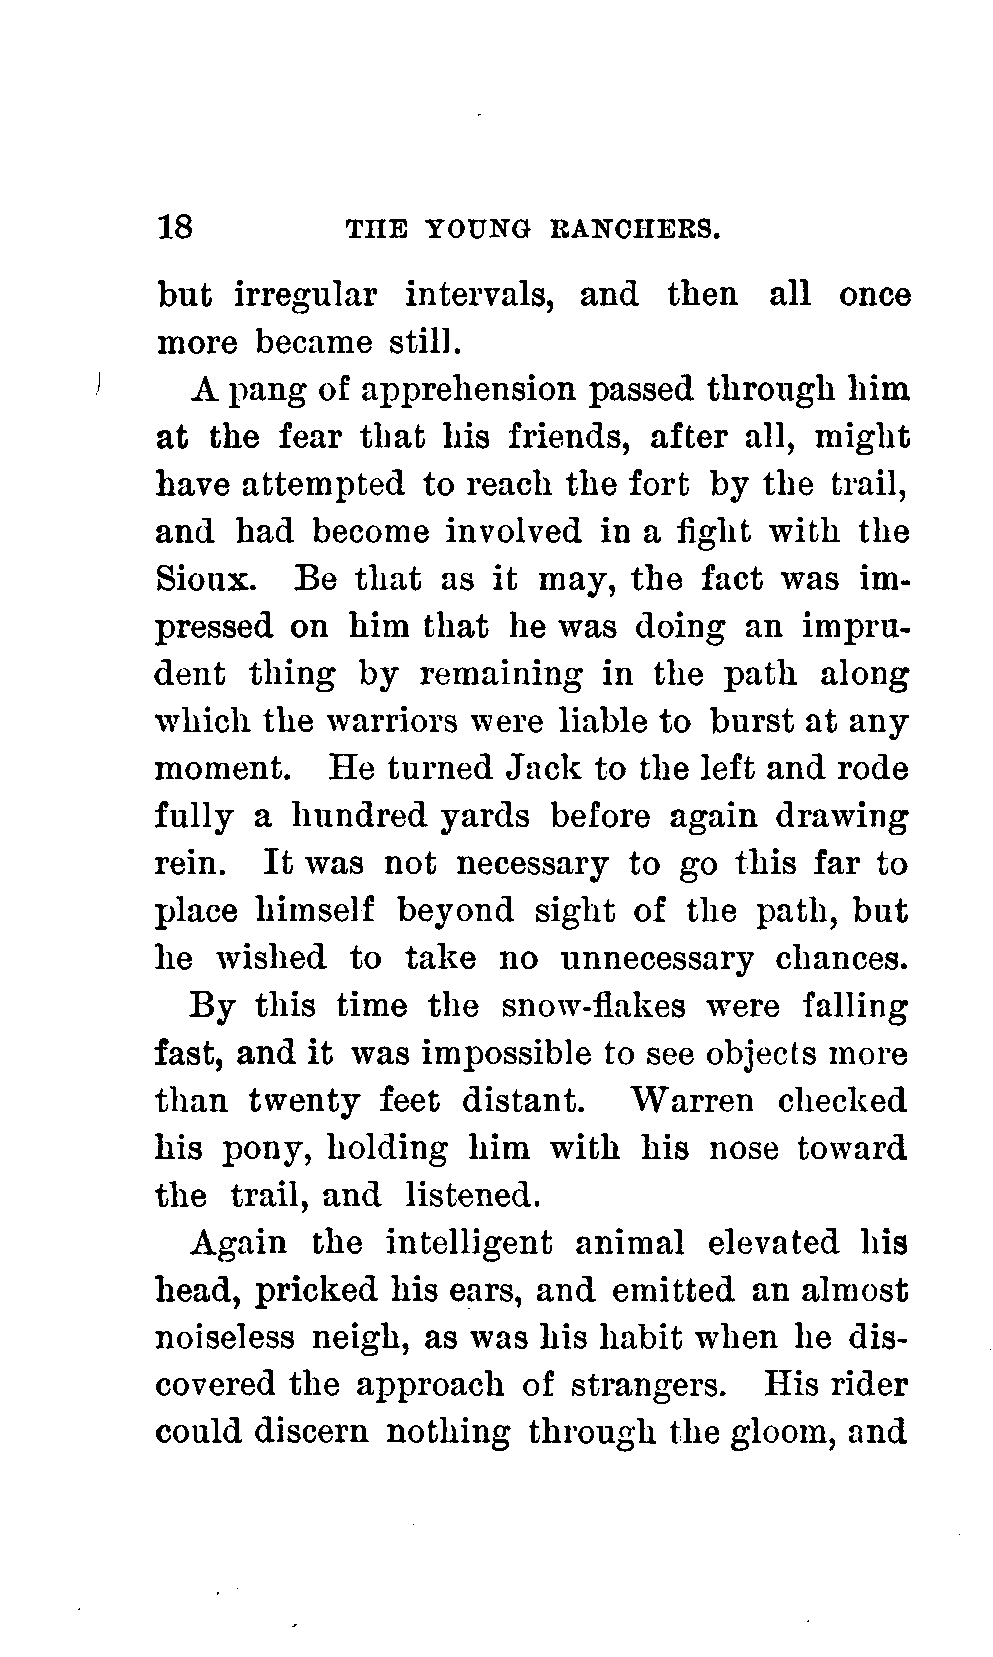 18 THE YOUNG RANCHERS.
but irregular intervals, and then all once
more became still.
A pang of apprehension passed through him
at the fear that his friends, after all, might
have attempted to reach the fort by the trail,
and had become involved in a fight with the
Sioux. Be that as it may, the fact was im-
pressed on him that he was doing an impru-
dent thing by remaining in the path along
which the warriors were liable to burst at any
moment. He turned Jack to the left and rode
fully a hundred yards before again drawing
rein. It was not necessary to go this far to
place himself beyond sight of the path, but
he wished to take no unnecessary chances.
By this time the snow-flakes were falling
fast, and it was impossible to see objects more
than twenty feet distant. Warren checked
his pony, holding him with his nose toward
the trail, and listened.
Again the intelligent animal elevated his
head, pricked his ears, and emitted an almost
noiseless neigh, as was his habit when he dis-
covered the approach of strangers. His rider
could discern nothing through the gloom, and